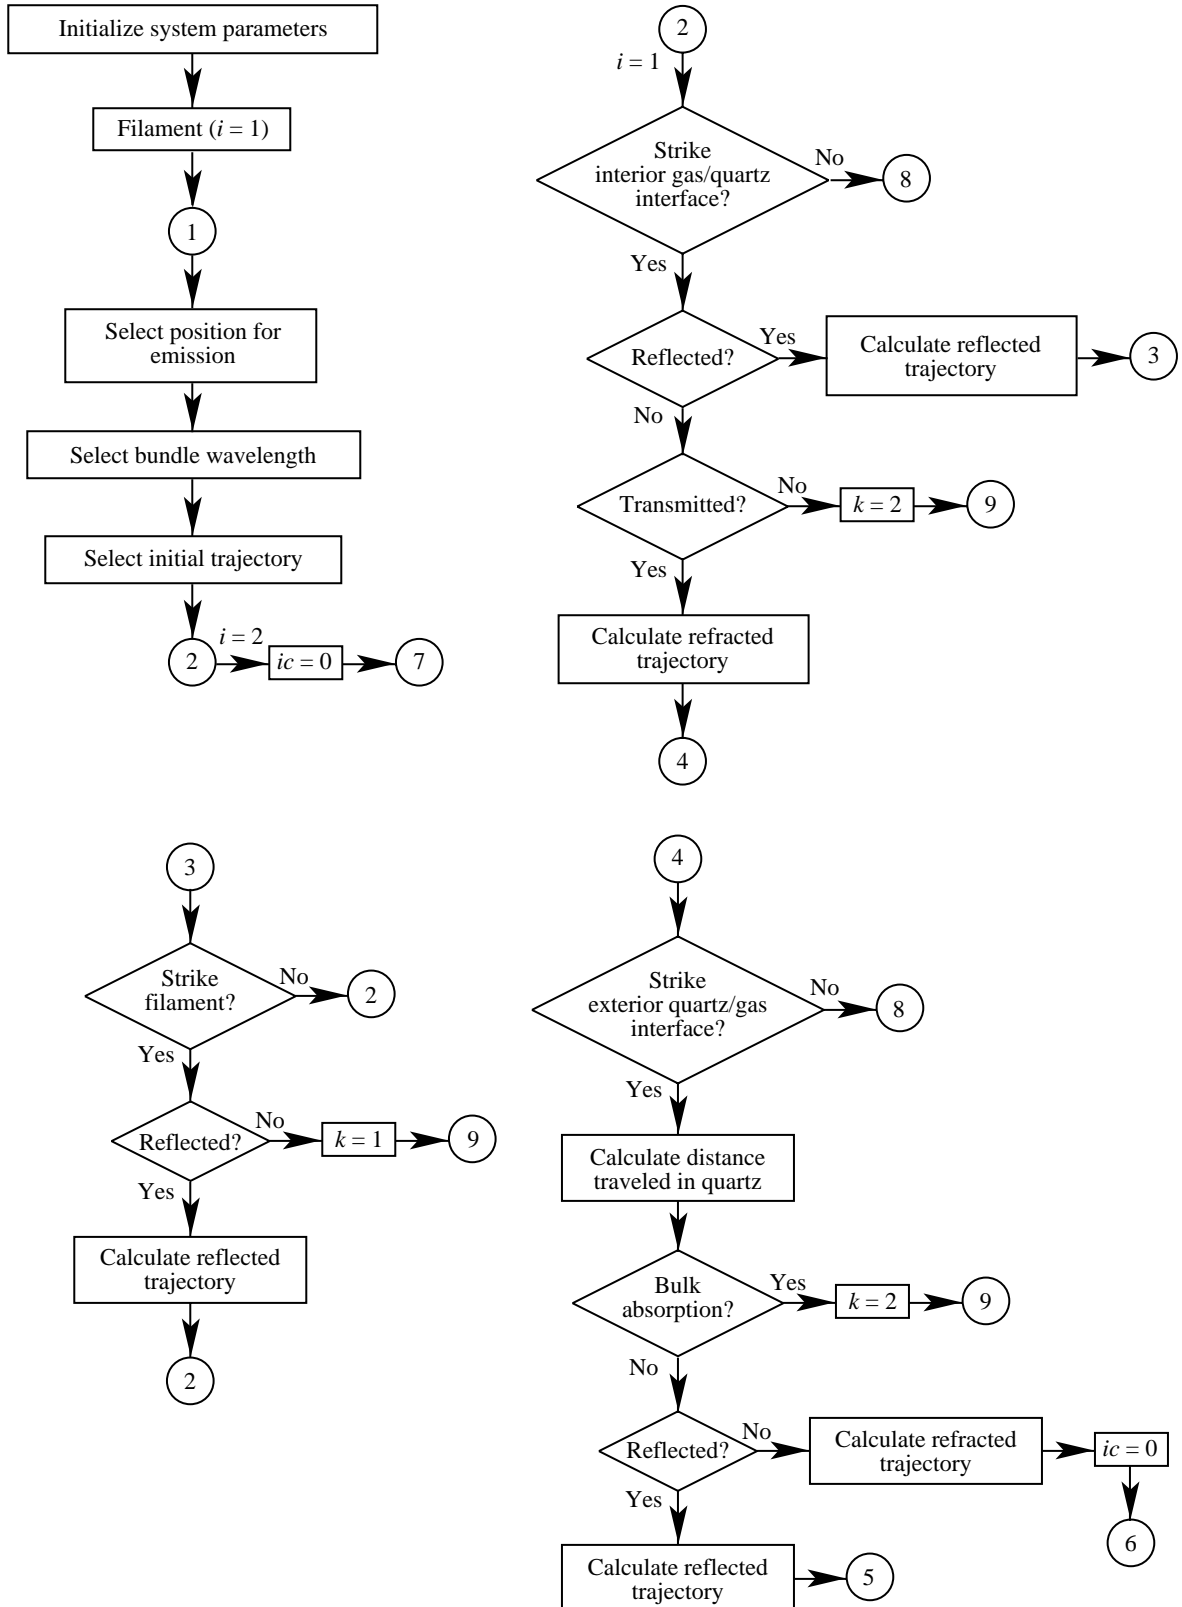 Initialize system parameters
Filament (i = 1)
1
Select position for
emission
Select bundle wavelength
Select initial trajectory
2
i = 2
ic = 0
7
2
i = 1
Strike
interior gas/quartz
interface?
No
8
Yes
Reflected?
Yes
Calculate reflected
trajectory
3
No
Transmitted?
No
k = 2
9
Yes
Calculate refracted
trajectory
4
3
Strike
filament?
No
2
Yes
Reflected?
No
k = 1
9
Yes
Calculate reflected
trajectory
2
4
Strike
exterior quartz/gas
interface?
No
8
Yes
Calculate distance
traveled in quartz
Bulk
absorption?
Yes
k = 2
9
No
Reflected?
No
Calculate refracted
trajectory
ic = 0
6
Yes
Calculate reflected
trajectory
5